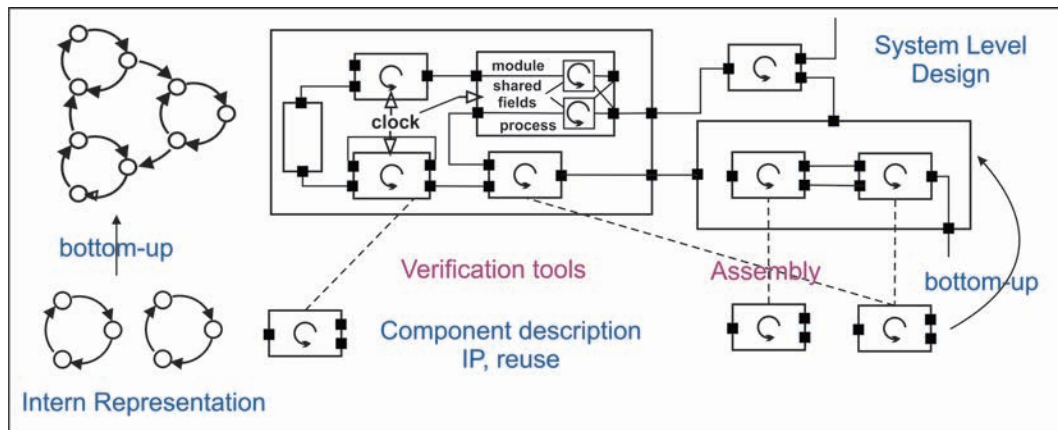 System Level
Design
module
shared
fields
process
clock
bottom-up
Verification tools
Assembly
bottom-up
Component description
IP, reuse
Intern Representation